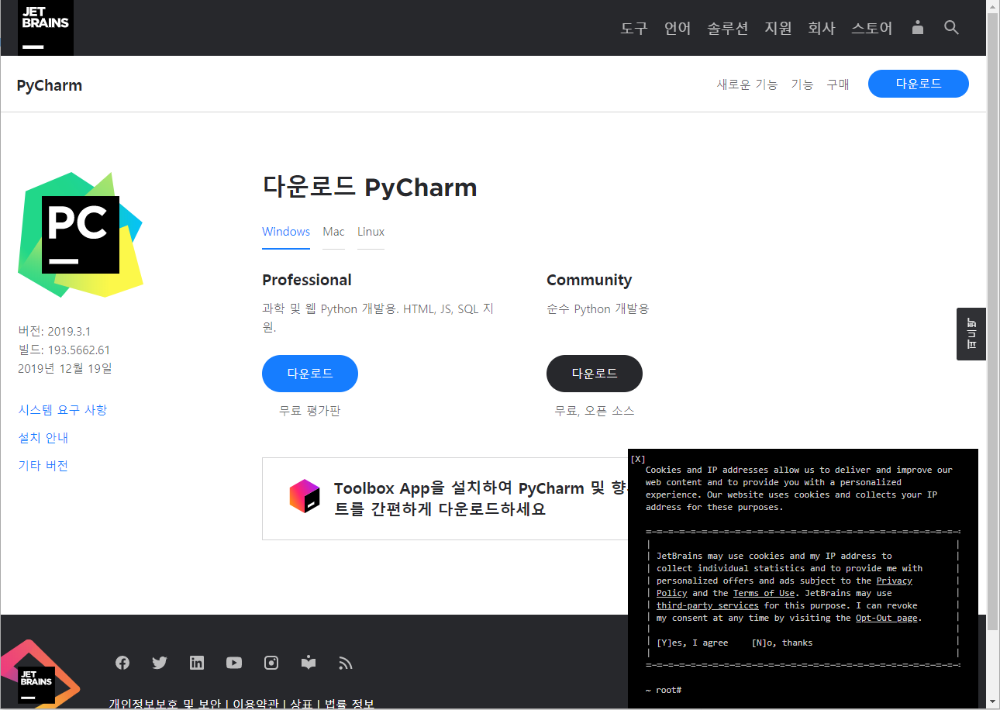 JET
BRAINS
도구 언어 솔루션 지원 회사 스토어
PyCharm
새로운 기능 기능 구매 다운로드
PC
다운로드 PyCharm
Windows Mac Linux
Professional
과학 및 웹 Python 개발용. HTML, JS, SQL 지
원.
다운로드
무료 평가판
Community
순수 Python 개발용
다운로드
무료, 오픈 소스
버전: 2019.3.1
빌드: 193.5662.61
2019년 12월 19일
시스템 요구 사항
설치 안내
기타 버전
피드백
Toolbox App을 설치하여 PyCharm 및 향
트를 간편하게 다운로드하세요
[X]
Cookies and IP addresses allow us to deliver and improve our
web content and to provide you with a personalized
experience. Our website uses cookies and collects your IP
address for these purposes.
JetBrains may use cookies and my IP address to
collect individual statistics and to provide me with
personalized offers and ads subject to the Privacy
Policy and the Terms of Use. JetBrains may use
third-party services for this purpose. I can revoke
my consent at any time by visiting the Opt-Out page.
[Y]es, I agree [N]o, thanks
~ root#
JET
BRAINS
개인정보보호 및 보안 | 이용약관 | 상표 | 법률 정보